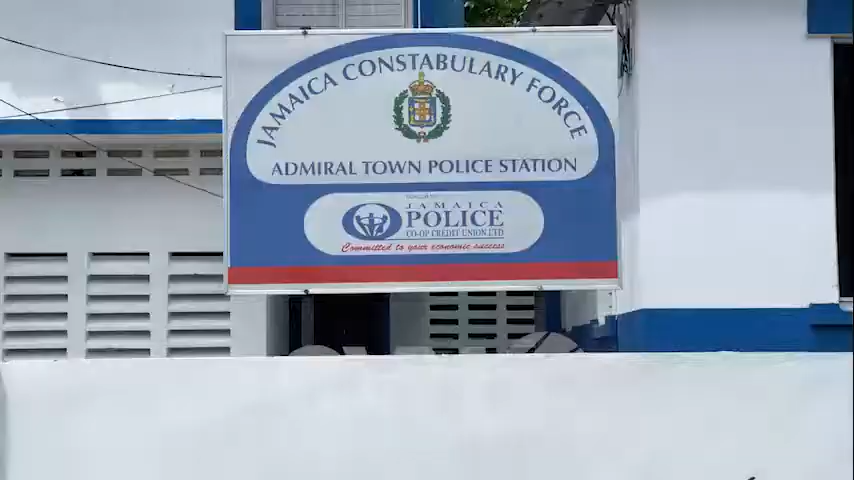 JAMAICA CONSTABULARY FORCE
ADMIRAL TOWN POLICE STATION
JAMAICA
POLICE
CO-OP CREDIT UNION LTD
Committed to your economic success